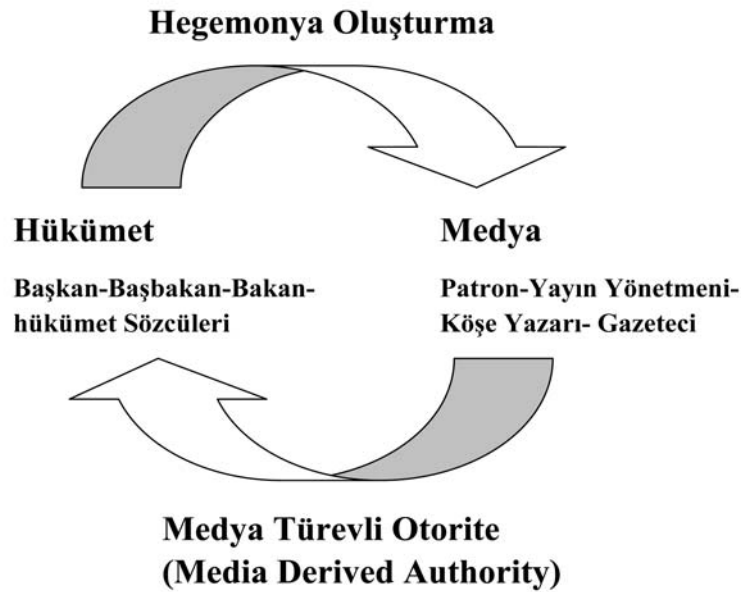 Hegemonya Oluşturma
Hükümet
Başkan-Başbakan-Bakan-
hükümet Sözcüleri
Medya
Patron-Yayın Yönetmeni-
Köşe Yazarı- Gazeteci
Medya Türevli Otorite
(Media Derived Authority)